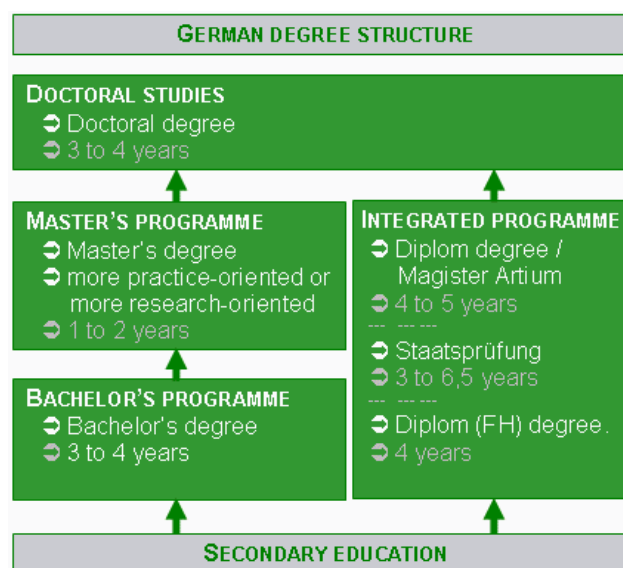 GERMAN DEGREE STRUCTURE
DOCTORAL STUDIES
➲ Doctoral degree
➲ 3 to 4 years
MASTER'S PROGRAMME
➲ Master's degree
➲ more practice-oriented or
more research-oriented
➲ 1 to 2 years
BACHELOR'S PROGRAMME
➲ Bachelor's degree
➲ 3 to 4 years
INTEGRATED PROGRAMME
➲ Diplom degree /
Magister Artium
➲ 4 to 5 years
--- --- ---
➲ Staatsprüfung
➲ 3 to 6,5 years
--- --- ---
➲ Diplom (FH) degree.
➲ 4 years
SECONDARY EDUCATION